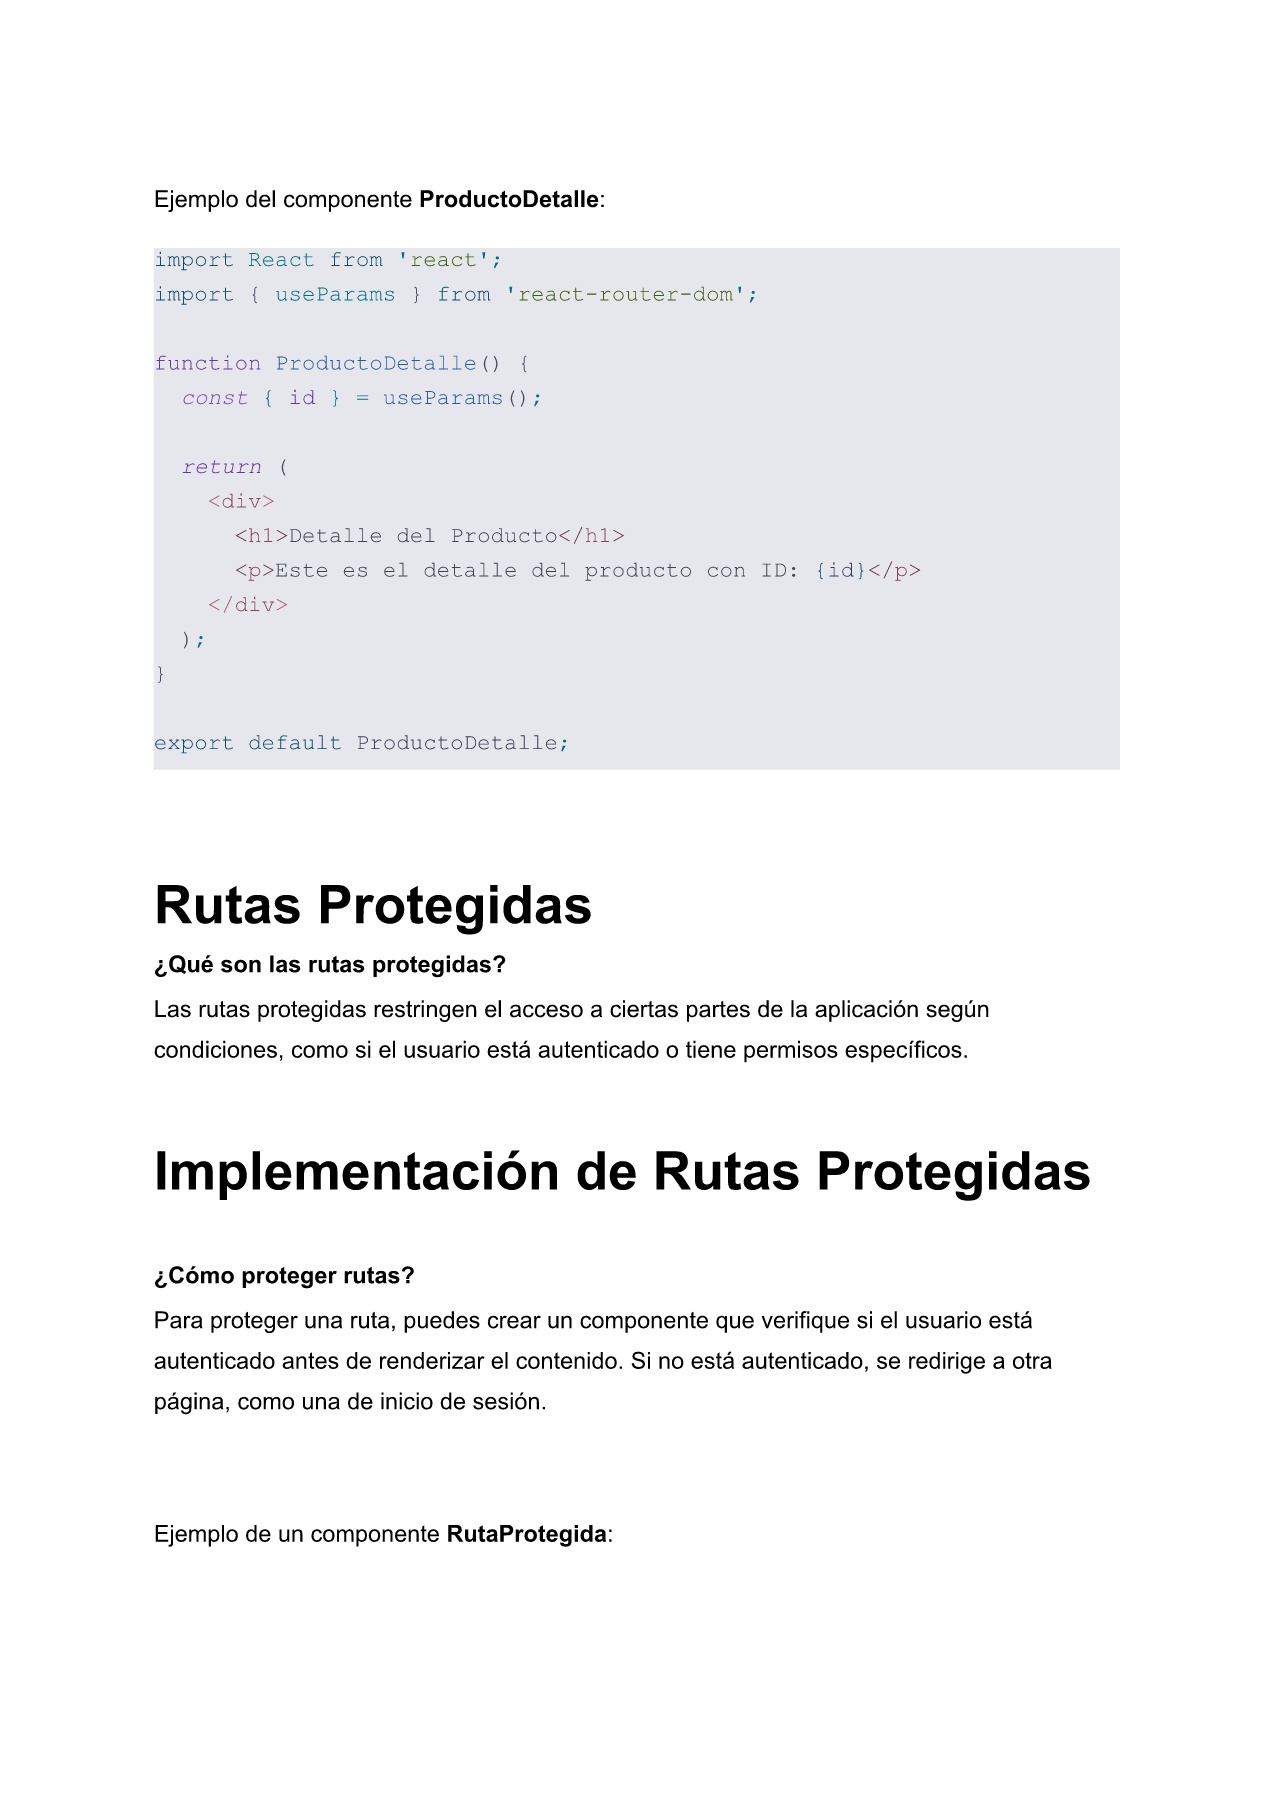 Ejemplo del componente ProductoDetalle:
import React from 'react';
import { useParams } from 'react-router-dom';
function ProductoDetalle() {
  const { id } = useParams();
  return (
    <div>
      <h1>Detalle del Producto</h1>
      <p>Este es el detalle del producto con ID: {id}</p>
    </div>
  );
}
export default ProductoDetalle;
Rutas Protegidas
¿Qué son las rutas protegidas?
Las rutas protegidas restringen el acceso a ciertas partes de la aplicación según
condiciones, como si el usuario está autenticado o tiene permisos específicos.
Implementación de Rutas Protegidas
¿Cómo proteger rutas?
Para proteger una ruta, puedes crear un componente que verifique si el usuario está
autenticado antes de renderizar el contenido. Si no está autenticado, se redirige a otra
página, como una de inicio de sesión.
Ejemplo de un componente RutaProtegida: